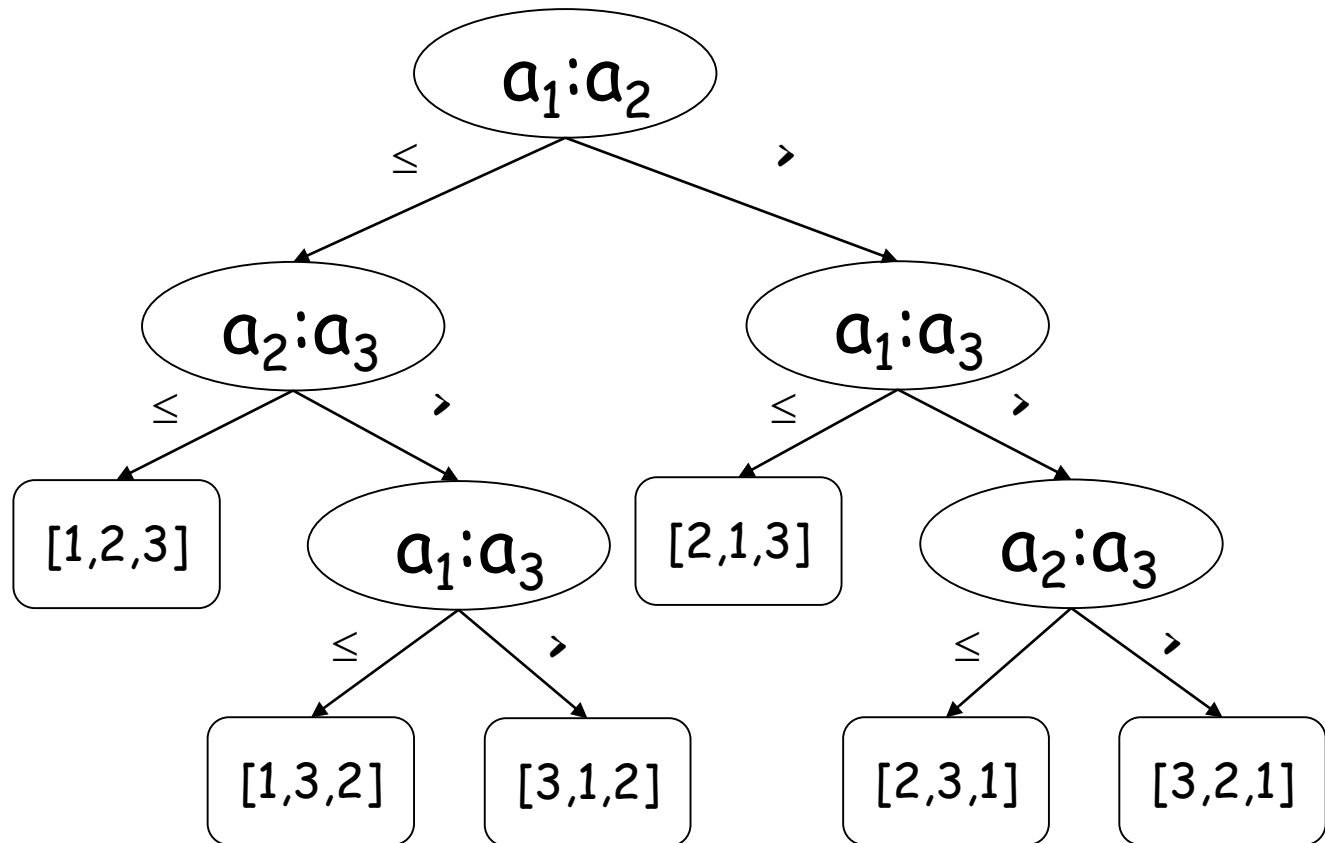 a₁:a₂
≤ >
a₂:a₃ a₁:a₃
≤ > ≤ >
[1,2,3] a₁:a₃ [2,1,3] a₂:a₃
≤ > ≤ >
[1,3,2] [3,1,2] [2,3,1] [3,2,1]